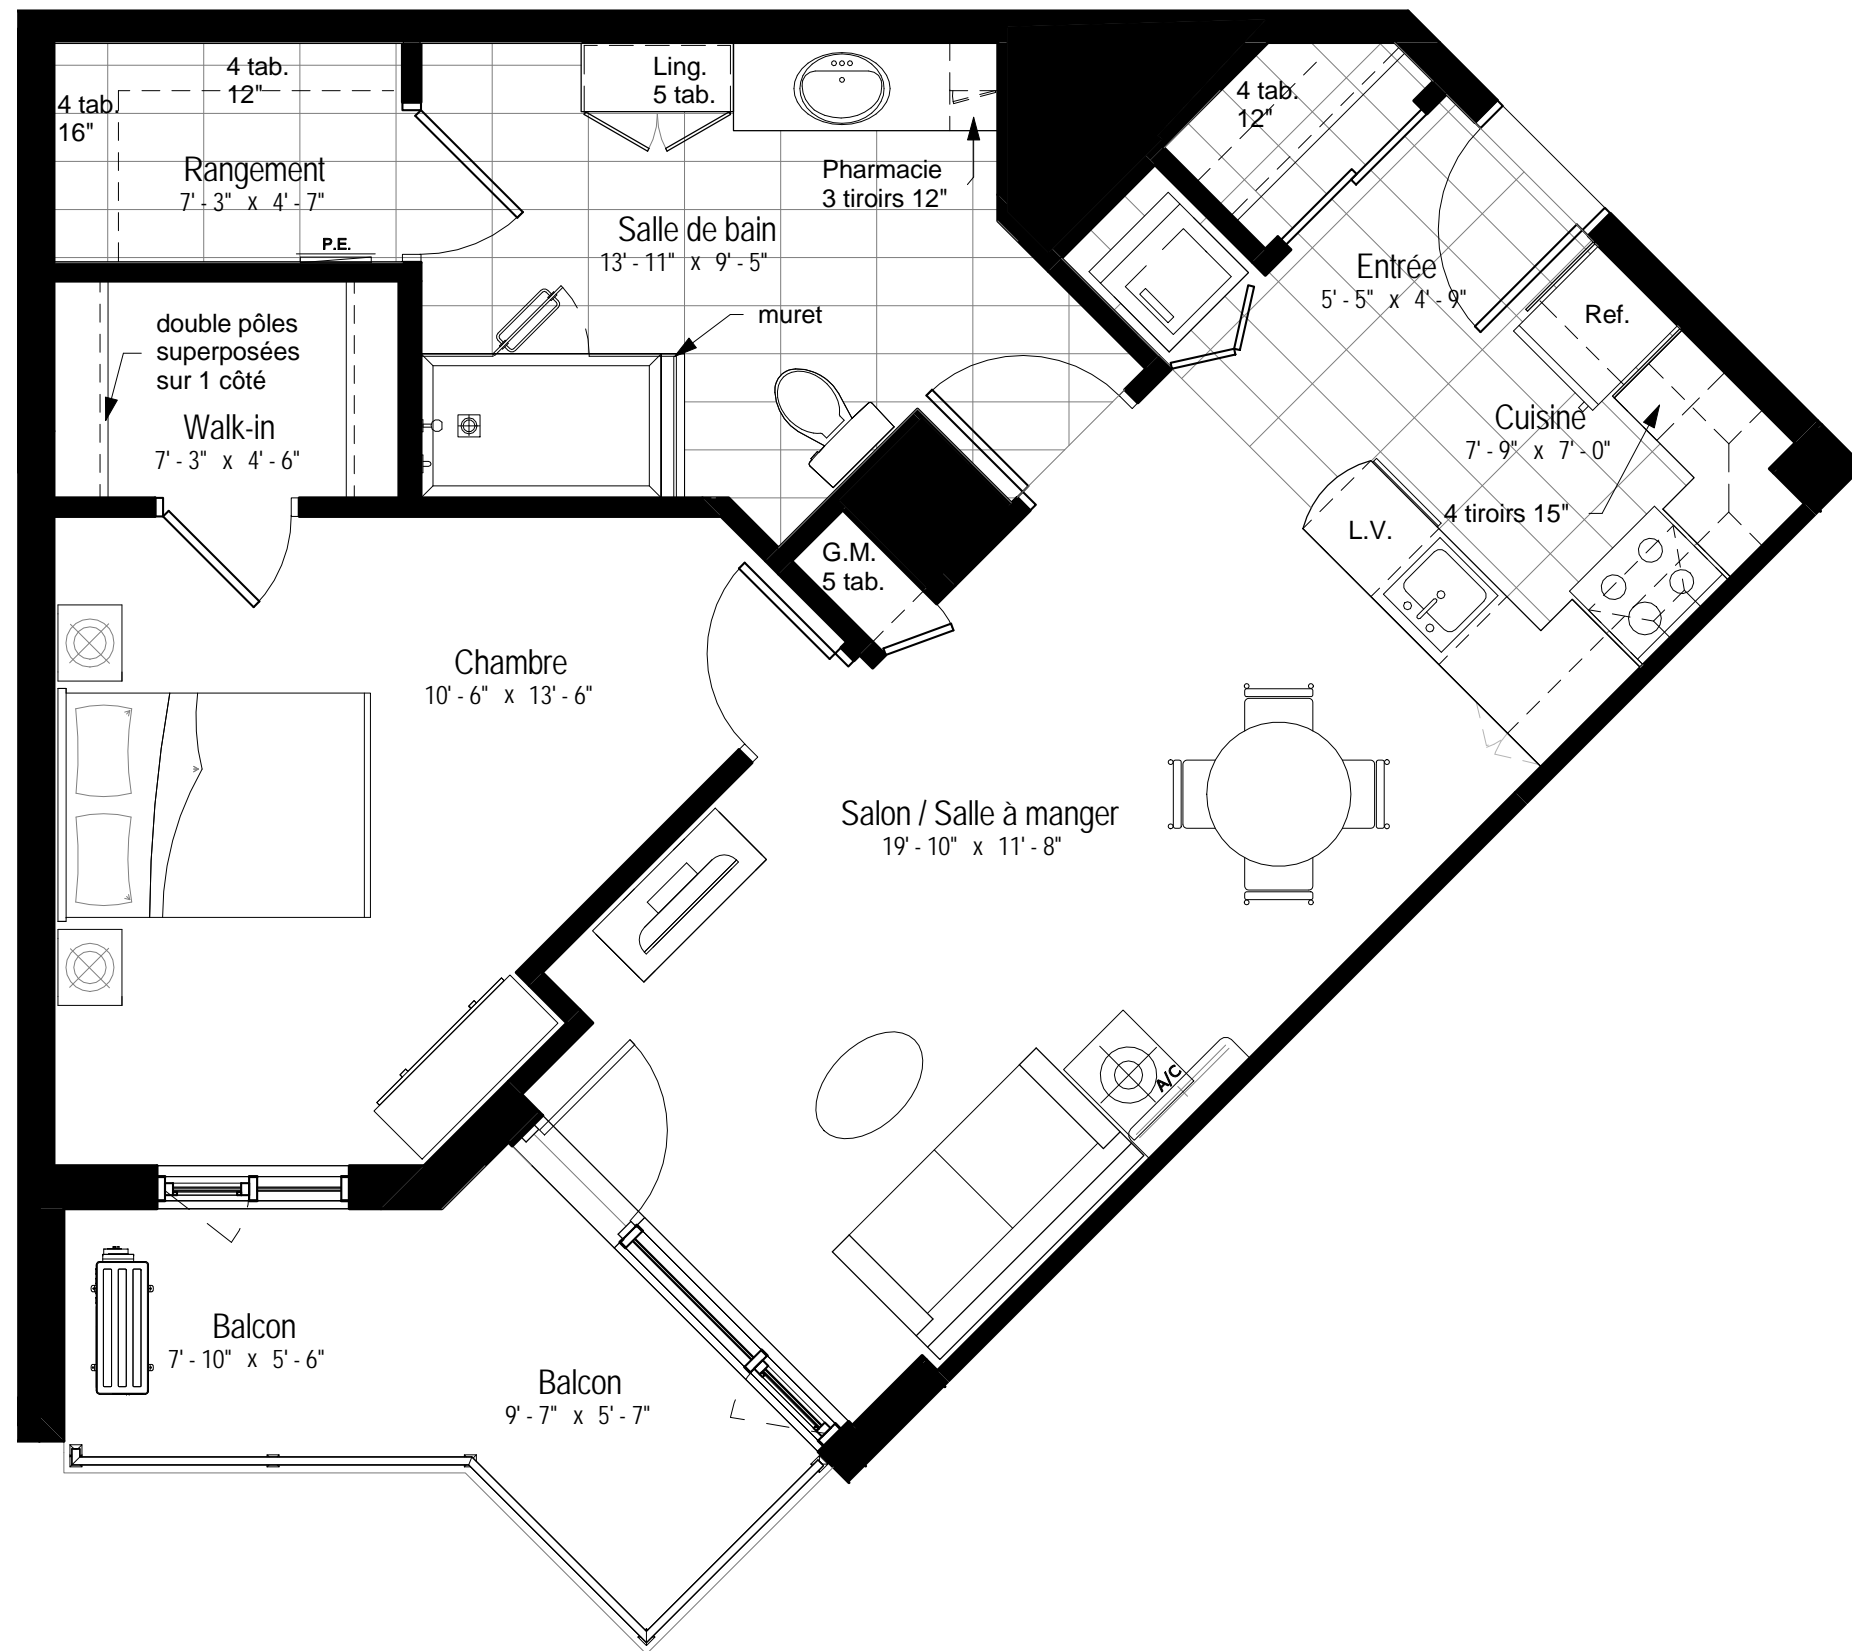 4 tab.
12"
4 tab.
16"
Rangement
7' - 3" x 4' - 7"
P.E.
Ling.
5 tab.
Pharmacie
3 tiroirs 12"
Salle de bain
13' - 11" x 9' - 5"
muret
4 tab.
12"
Entrée
5' - 5" x 4' - 9"
Ref.
double pôles
superposées
sur 1 côté
Walk-in
7' - 3" x 4' - 6"
Cuisine
7' - 9" x 7' - 0"
4 tiroirs 15"
L.V.
G.M.
5 tab.
Chambre
10' - 6" x 13' - 6"
Salon / Salle à manger
19' - 10" x 11' - 8"
A/C
Balcon
7' - 10" x 5' - 6"
Balcon
9' - 7" x 5' - 7"